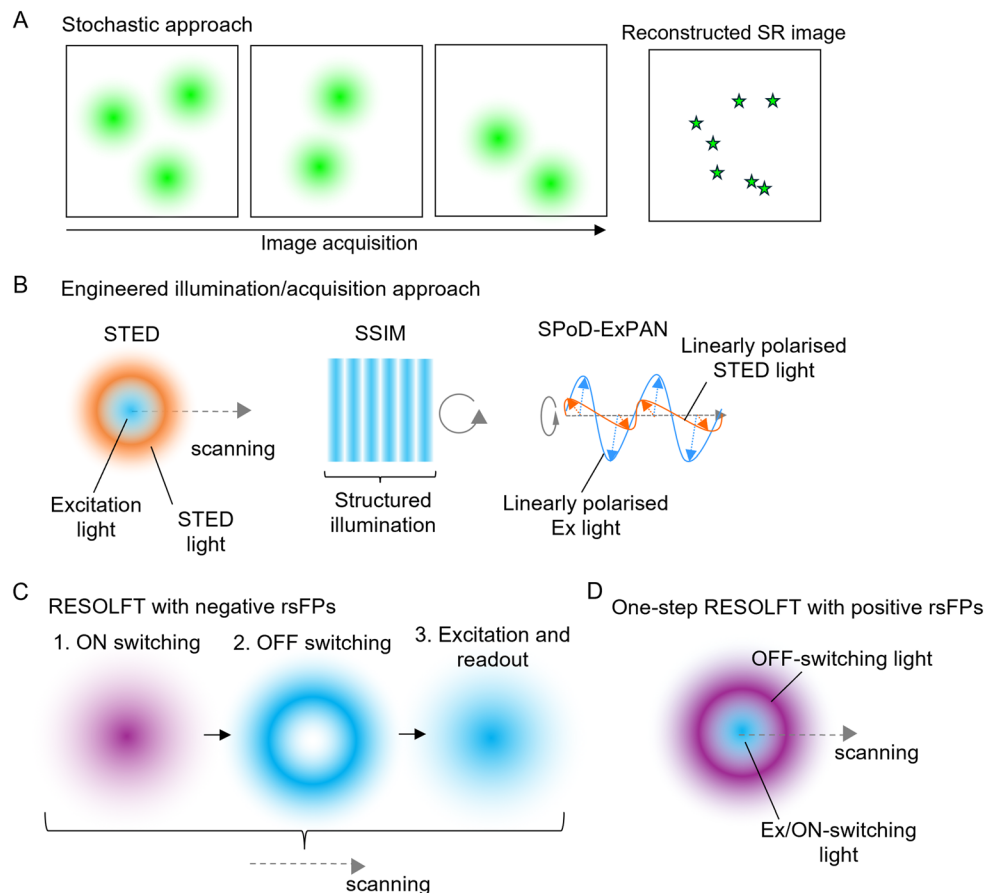 A
Stochastic approach
Reconstructed SR image
Image acquisition
B
Engineered illumination/acquisition approach
STED
scanning
Excitation
light
STED
light
SSIM
Structured
illumination
SPoD-ExPAN
Linearly polarised
STED light
Linearly polarised
Ex light
C
RESOLFT with negative rsFPs
1. ON switching
2. OFF switching
3. Excitation and
readout
scanning
D
One-step RESOLFT with positive rsFPs
OFF-switching light
scanning
Ex/ON-switching
light